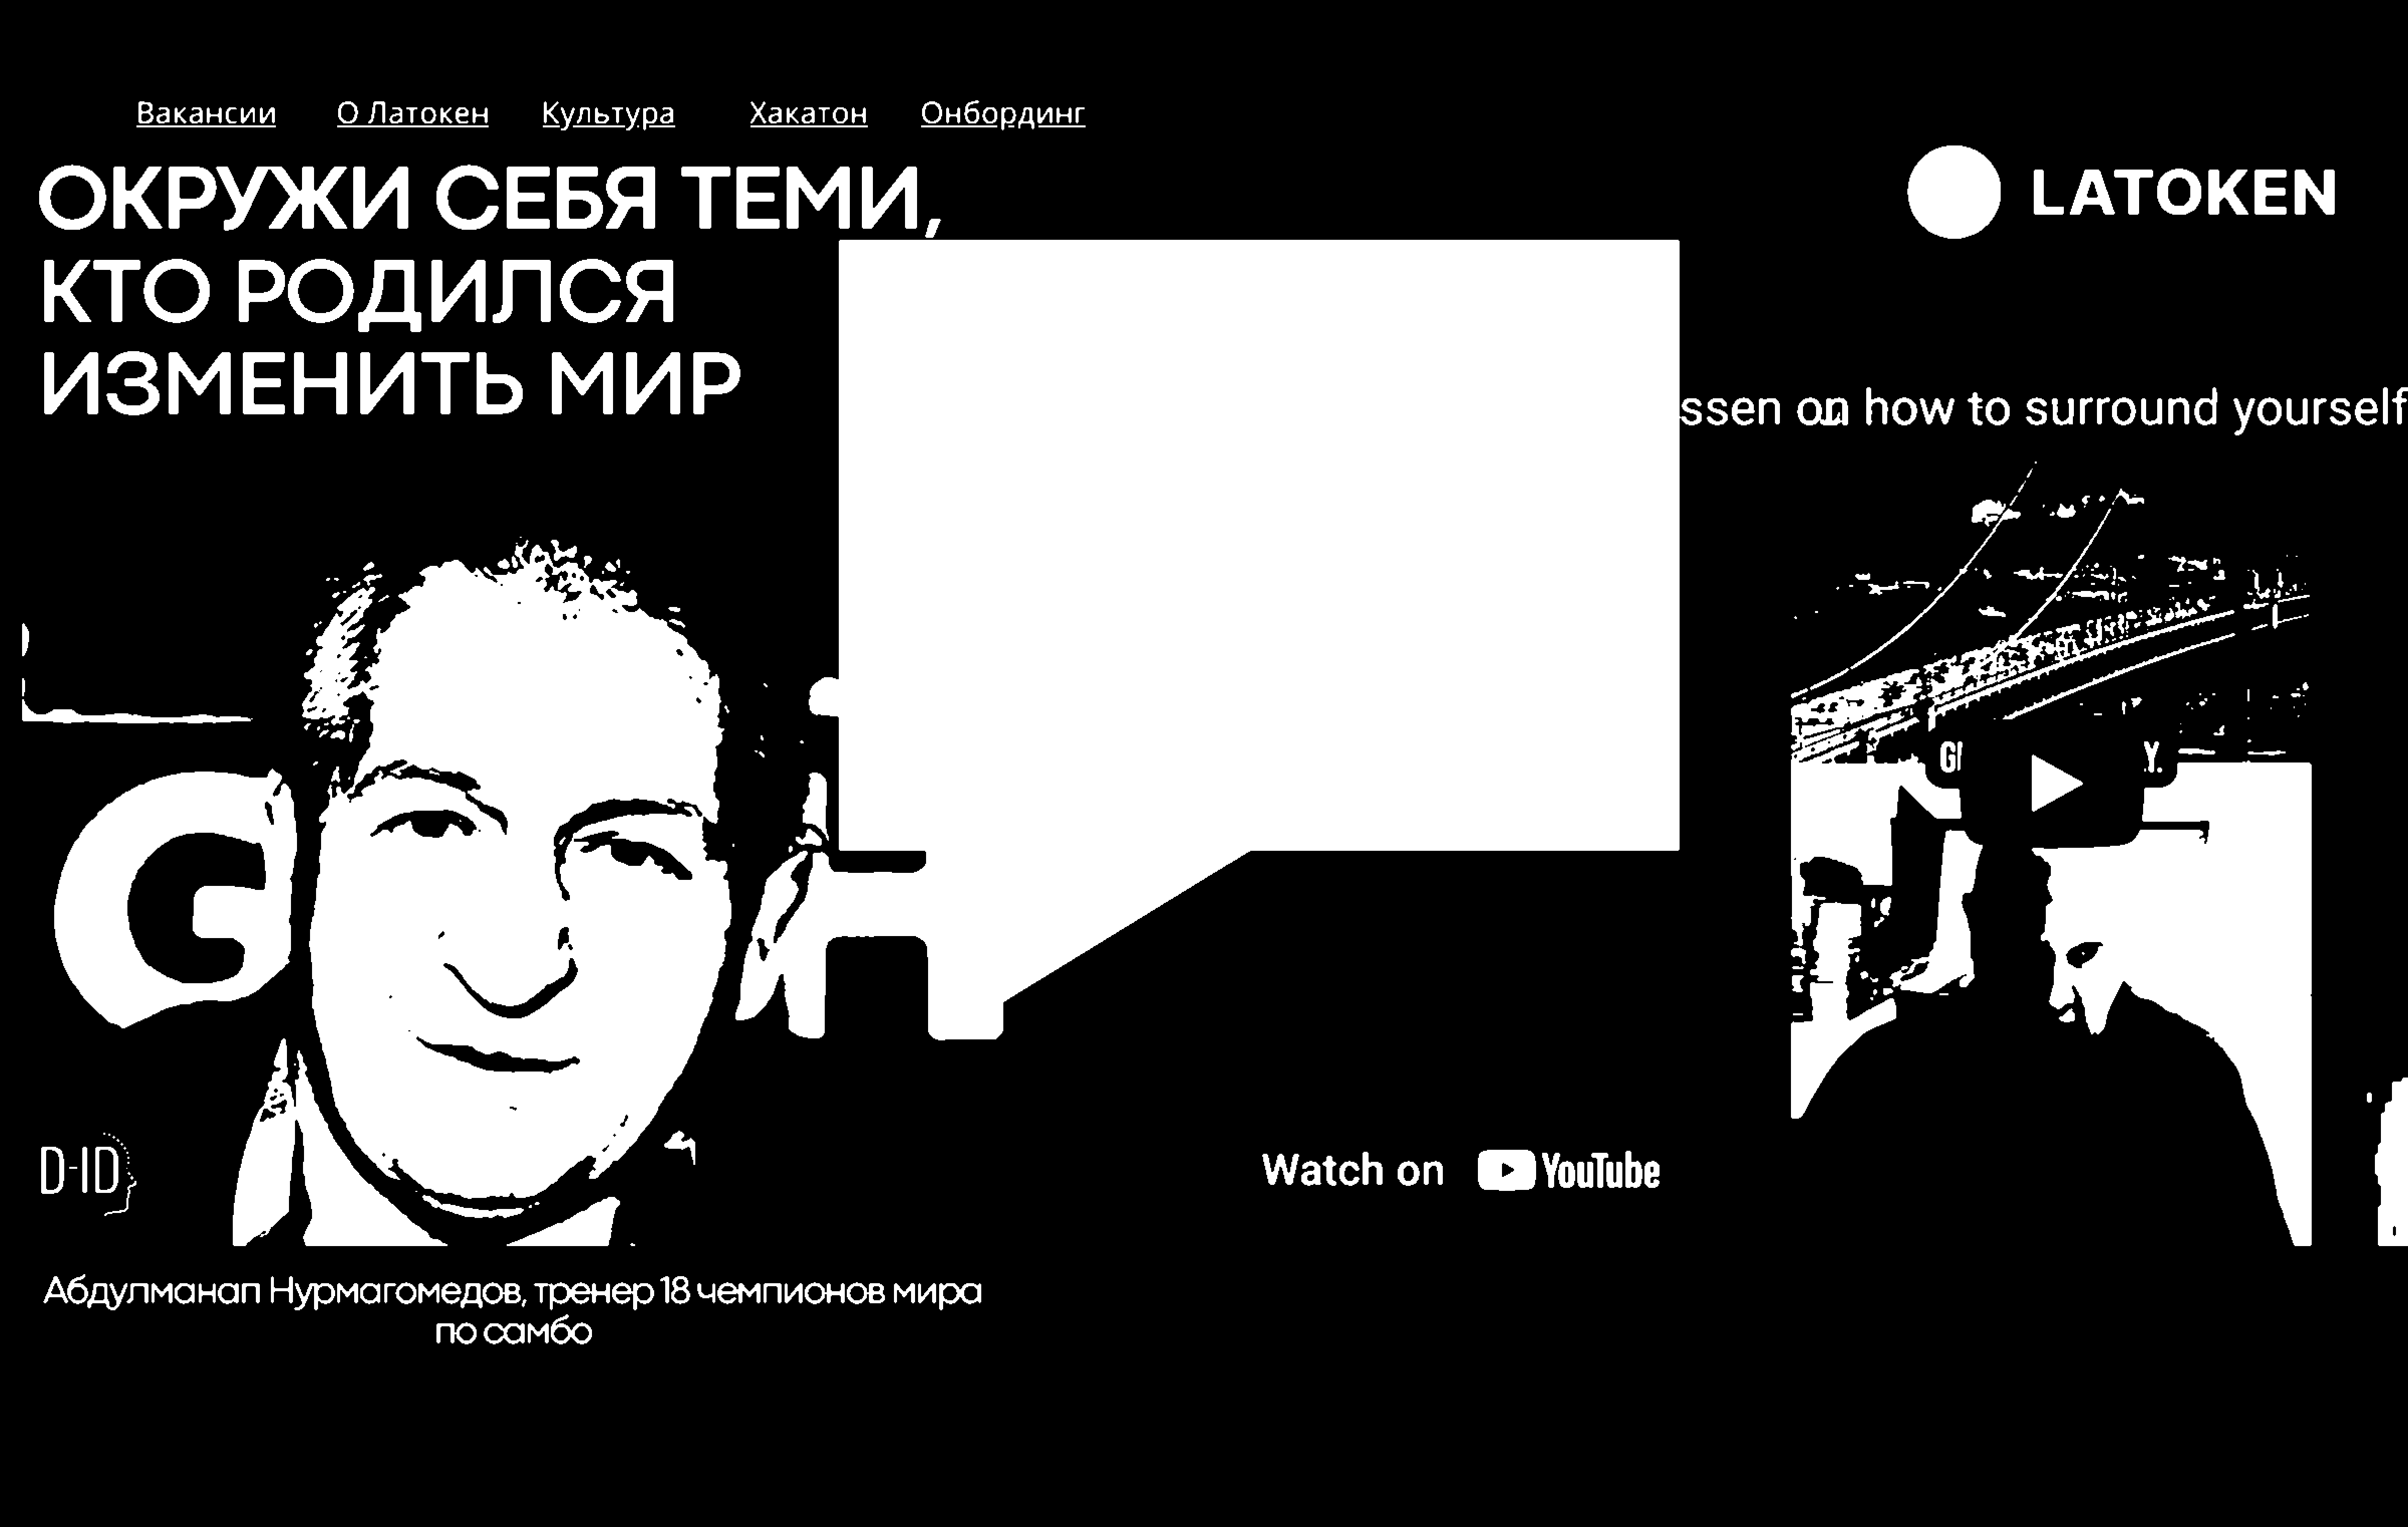 Вакансии О Латокен Культура Хакатон Онбординг
ОКРУЖИ СЕБЯ ТЕМИ,
КТО РОДИЛСЯ
ИЗМЕНИТЬ МИР
LATOKEN
on how to surround yourself
D-ID
Watch on YouTube
Абдулманап Нурмагомедов, тренер 18 чемпионов мира
по самбо